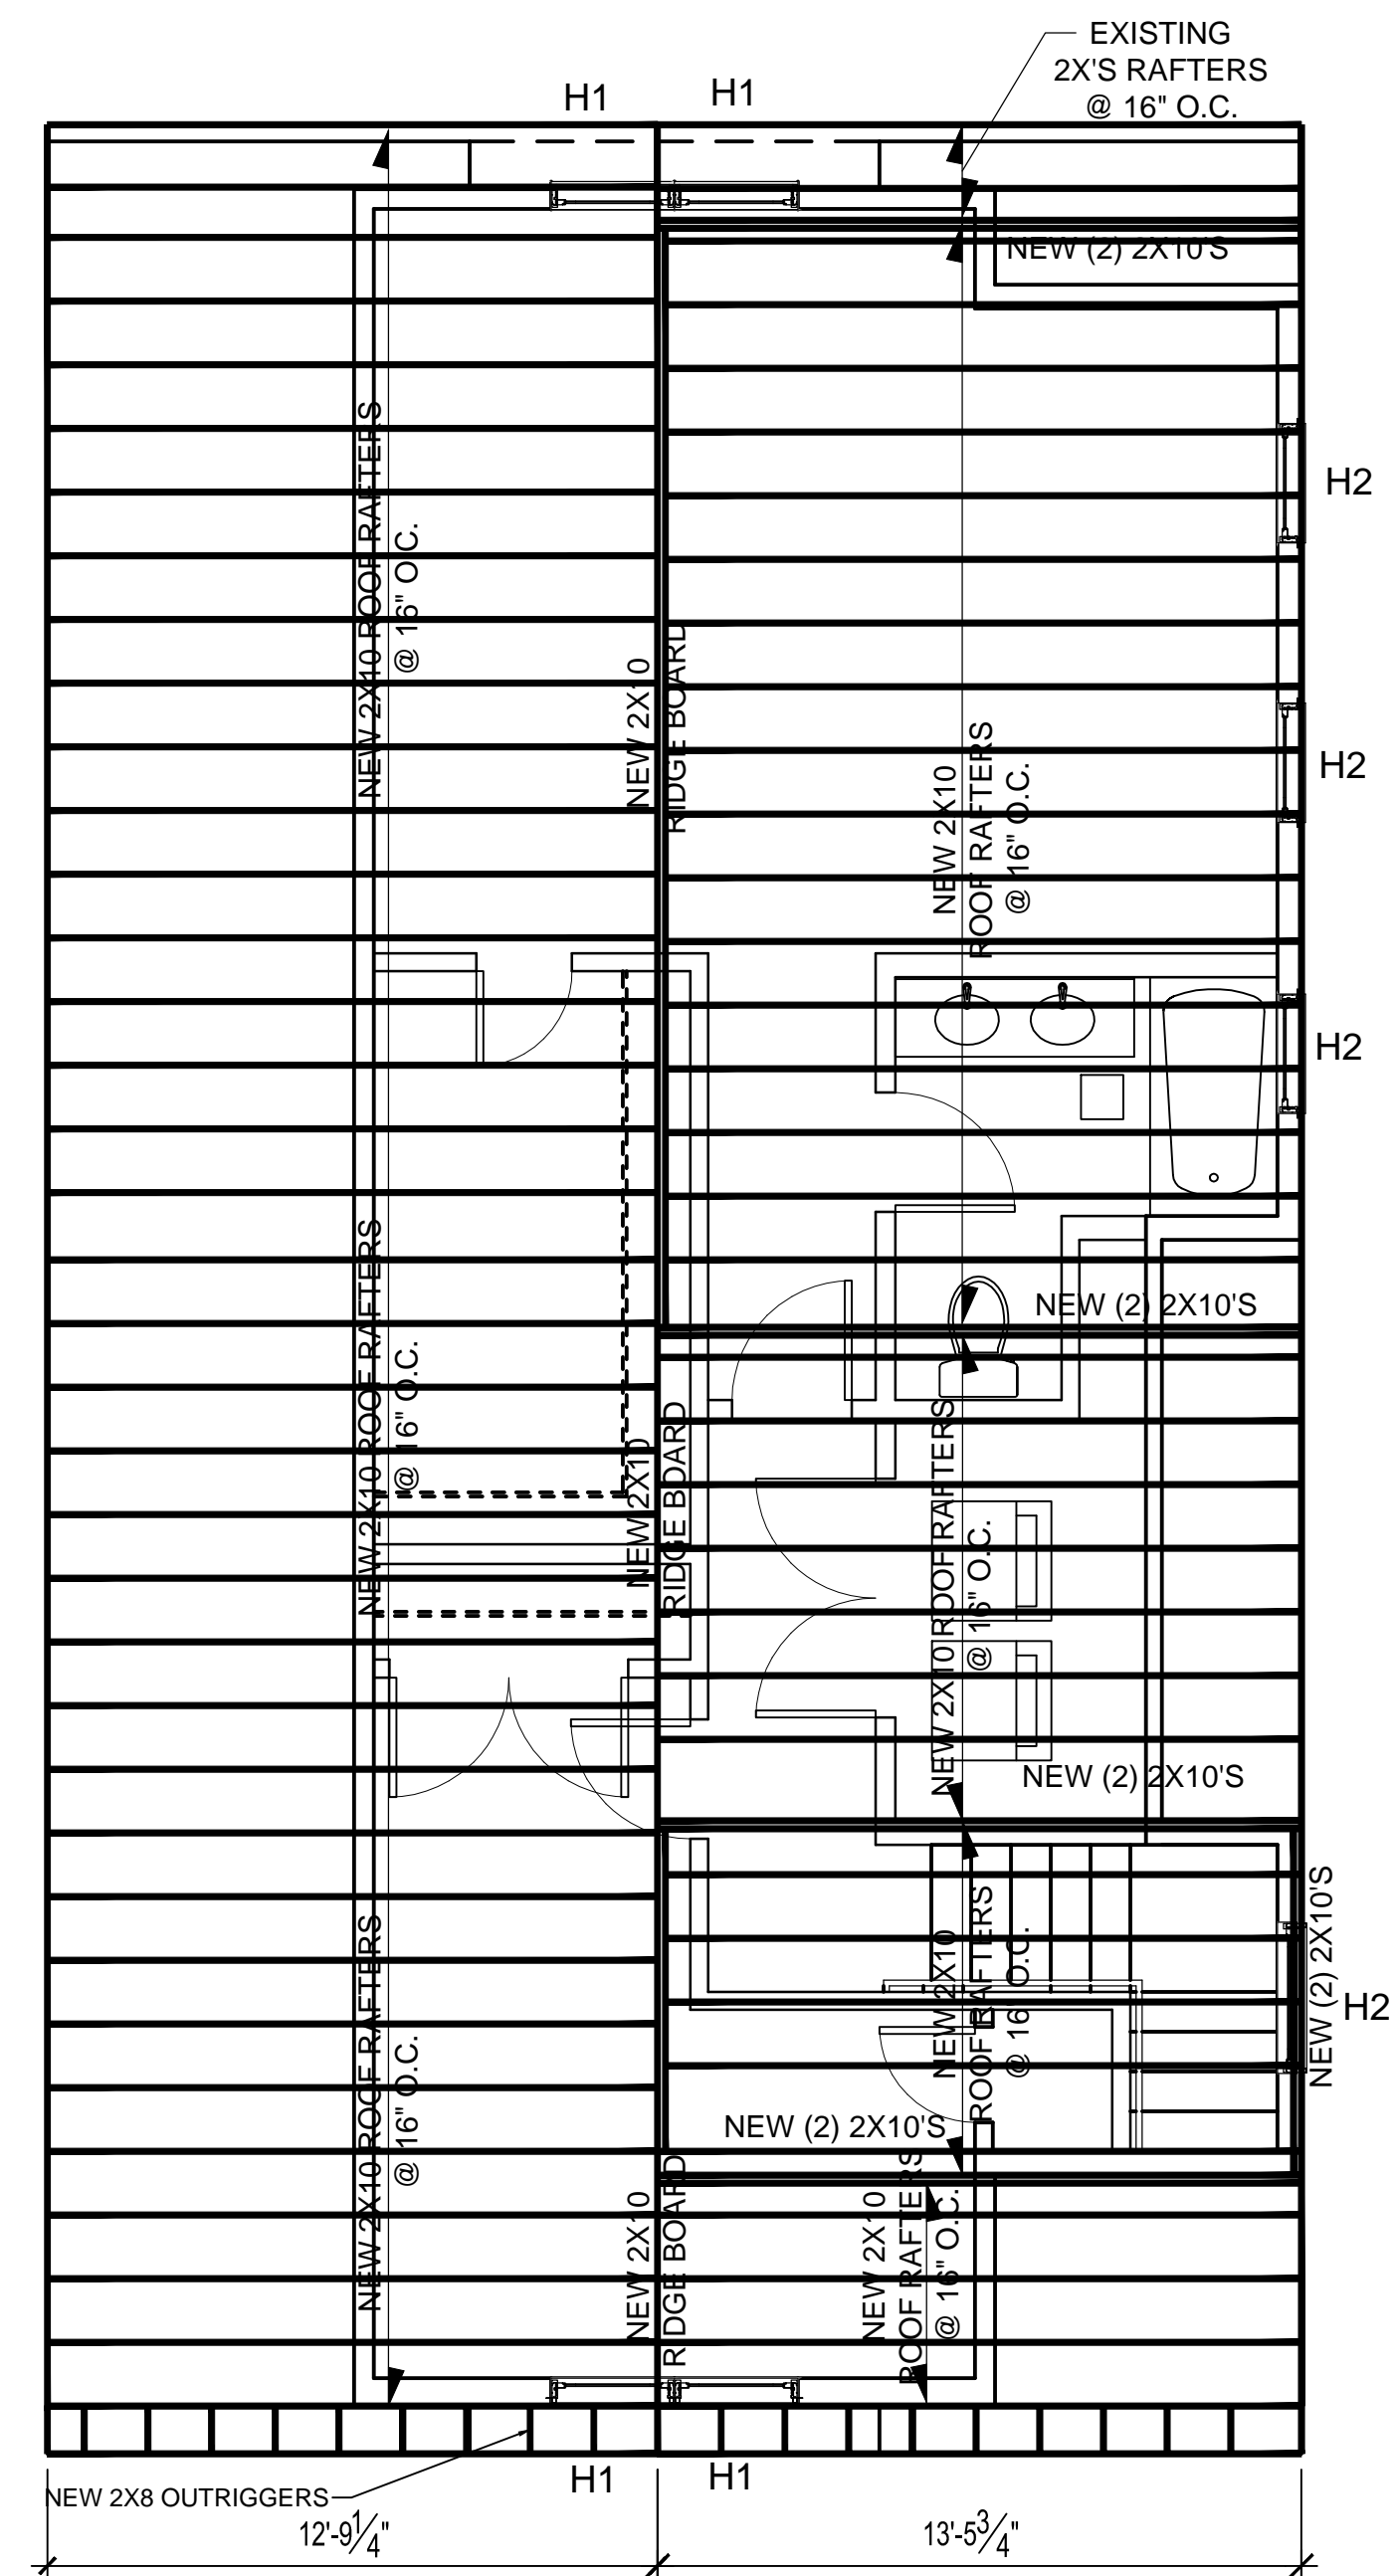 EXISTING
2X'S RAFTERS
@ 16" O.C.
H1
H1
NEW (2) 2X10'S
H2
NEW 2X10 ROOF RAFTERS
@ 16" O.C.
NEW 2X10
RIDGE BOARD
H2
NEW 2X10
ROOF RAFTERS
@ 16" O.C.
H2
NEW (2) 2X10'S
NEW 2X10 ROOF RAFTERS
@ 16" O.C.
NEW 2X10
RIDGE BOARD
NEW 2X10 ROOF RAFTERS
@ 16" O.C.
NEW (2) 2X10'S
NEW 2X10 ROOF RAFTERS
@ 16" O.C.
NEW 2X10
ROOF RAFTERS
@ 16" O.C.
NEW (2) 2X10'S
H2
NEW (2) 2X10'S
NEW 2X10
RIDGE BOARD
NEW 2X10
ROOF RAFTERS
@ 16" O.C.
H1
H1
NEW 2X8 OUTRIGGERS
12'-9 1/4"
13'-5 3/4"